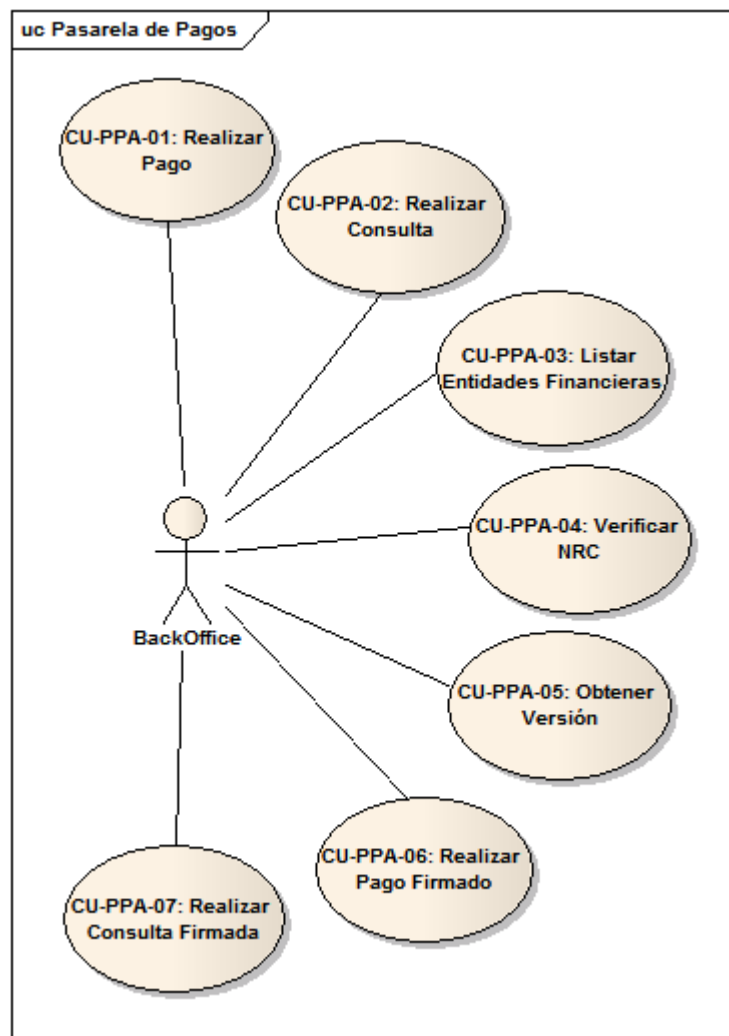 uc Pasarela de Pagos
CU-PPA-01: Realizar
Pago
CU-PPA-02: Realizar
Consulta
CU-PPA-03: Listar
Entidades Financieras
CU-PPA-04: Verificar
NRC
BackOffice
CU-PPA-05: Obtener
Versión
CU-PPA-06: Realizar
Pago Firmado
CU-PPA-07: Realizar
Consulta Firmada